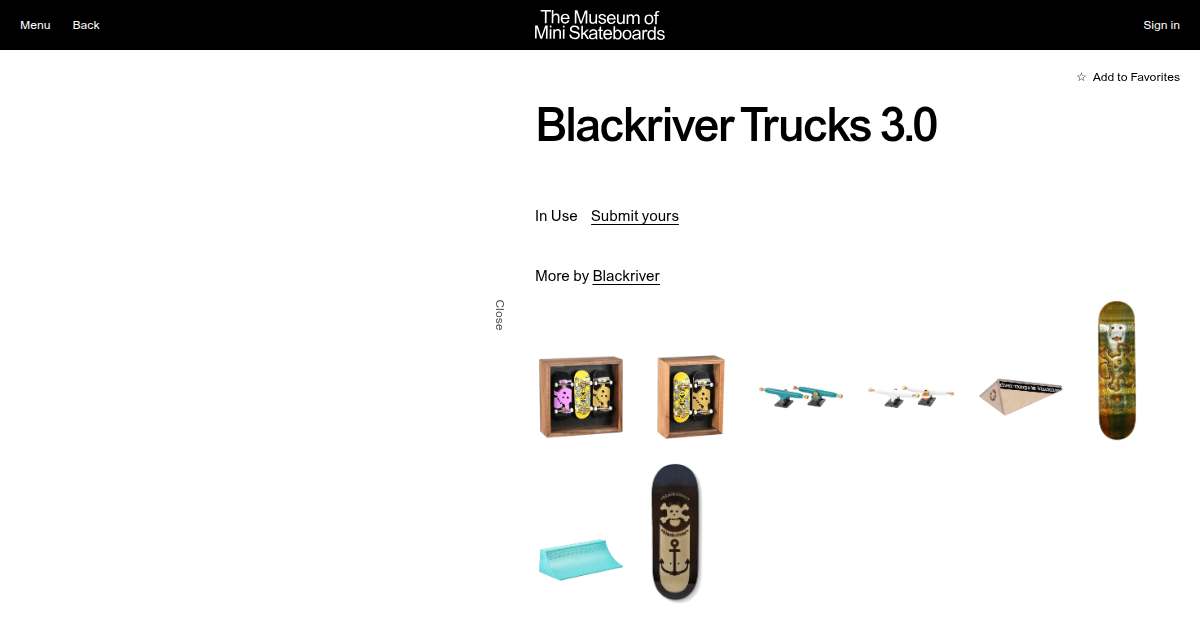 Menu
Back
The Museum of
Mini Skateboards
Sign in
☆ Add to Favorites
Blackriver Trucks 3.0
In Use
Submit yours
More by Blackriver
Close